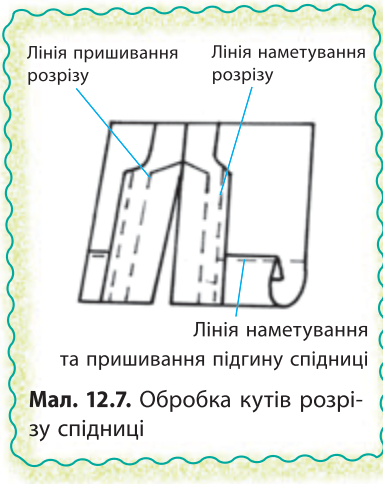 Лінія пришивання
розрізу
Лінія наметування
розрізу
Лінія наметування
та пришивання підгину спідниці
Мал. 12.7. Обробка кутів розрі-
зу спідниці